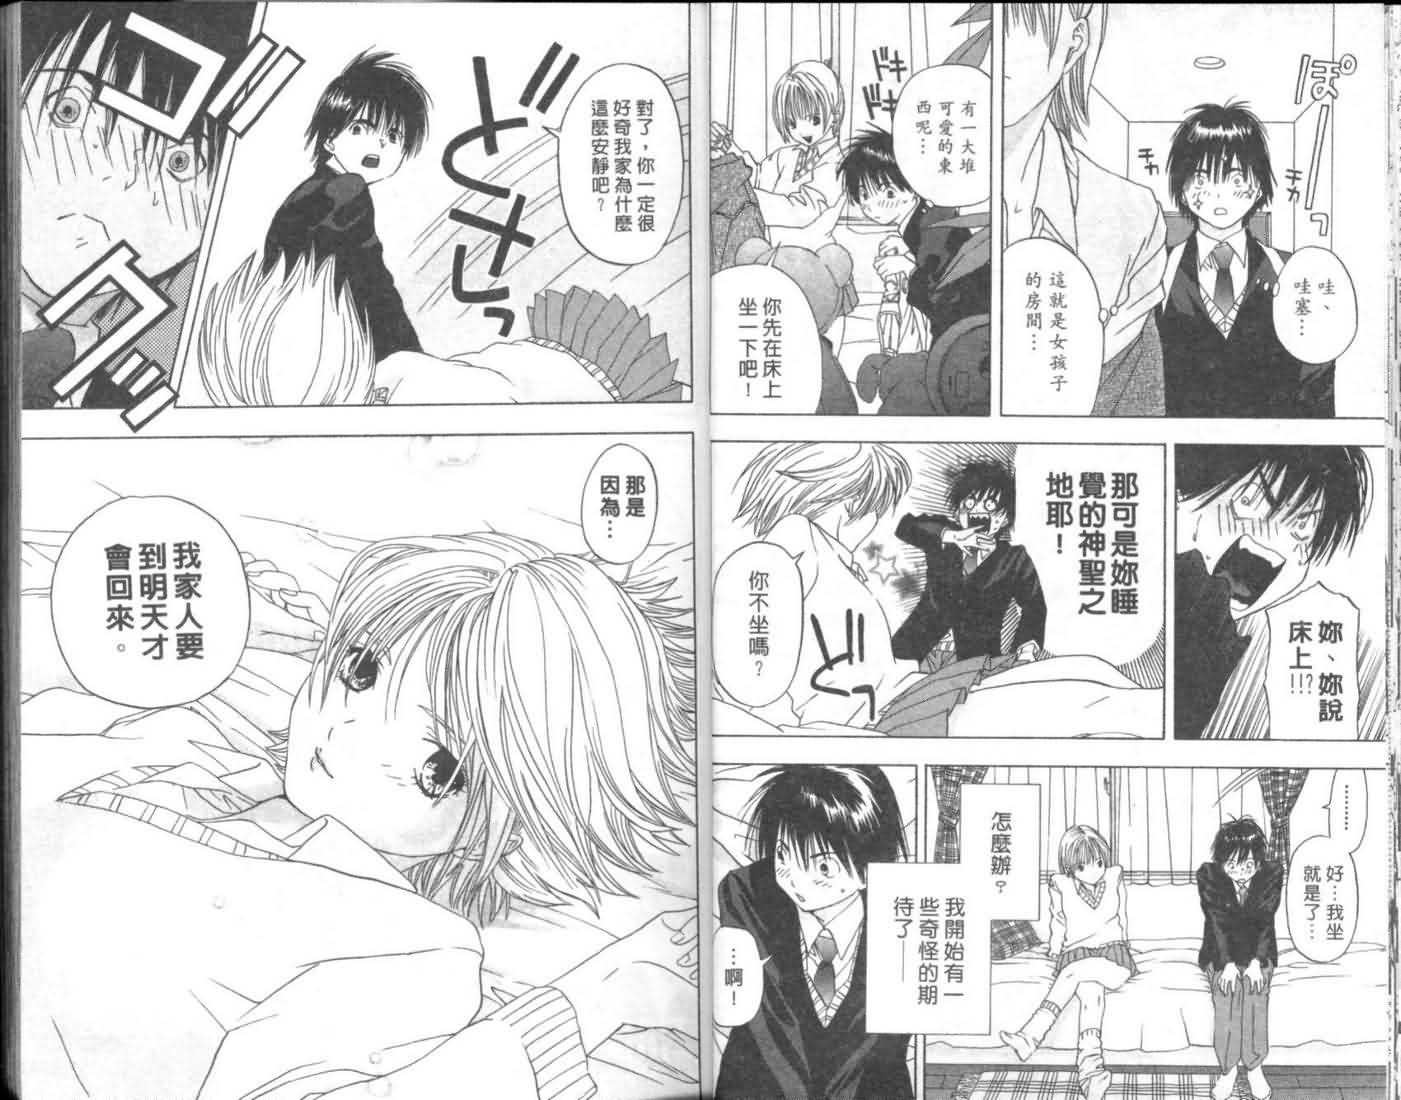 ぽーっ
チカ
チカ
哇、
哇塞…
這就是女孩子
的房間…
有一大堆
可愛的東
西呢…
ドキ
ドキ
你先在床上
坐一下吧！
妳、妳說
床上!!?
那可是妳睡
覺的神聖之
地耶！
你不坐嗎？
どく
………
好…我坐
就是了…
怎麼辦？
我開始有一
些奇怪的期
待了——
…啊！
對了，你一定很
好奇我家為什麼
這麼安靜吧？
どくん
ゴクッ
那是
因為…
我家人要
到明天才
會回來。